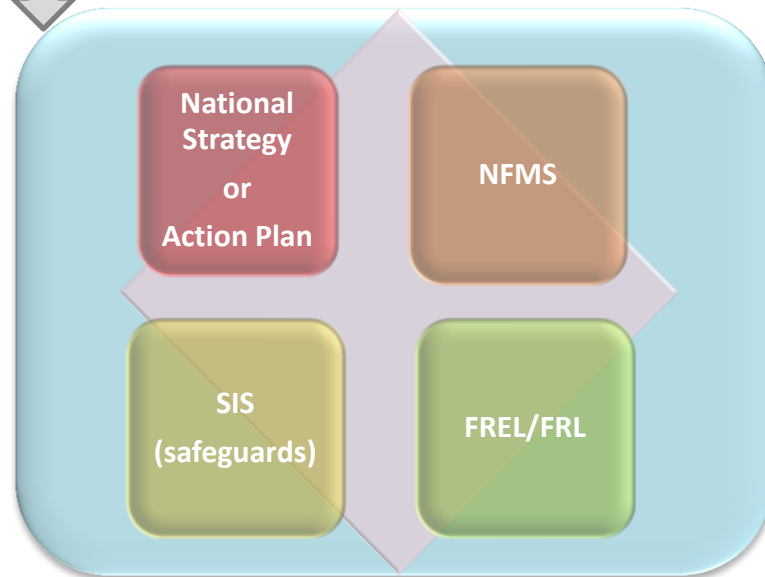 National
Strategy
or
Action Plan
NFMS
SIS
(safeguards)
FREL/FRL